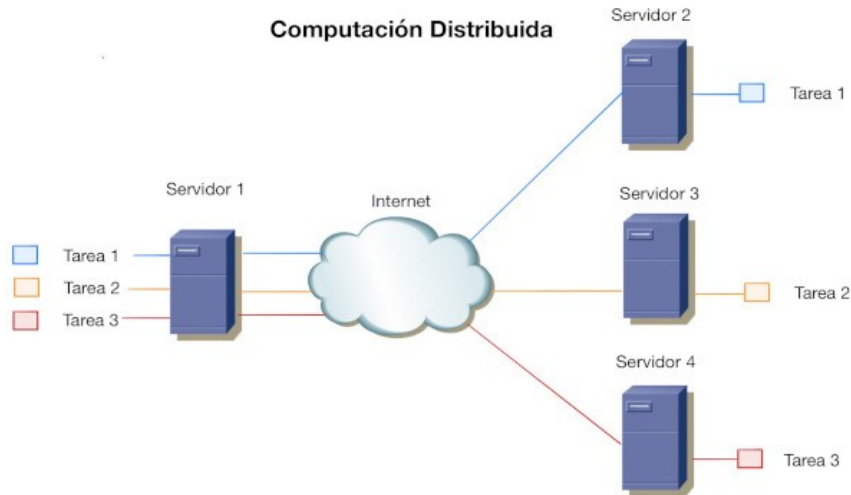 Computación Distribuida
Servidor 2
Tarea 1
Servidor 1
Internet
Servidor 3
Tarea 1
Tarea 2
Tarea 3
Tarea 2
Servidor 4
Tarea 3